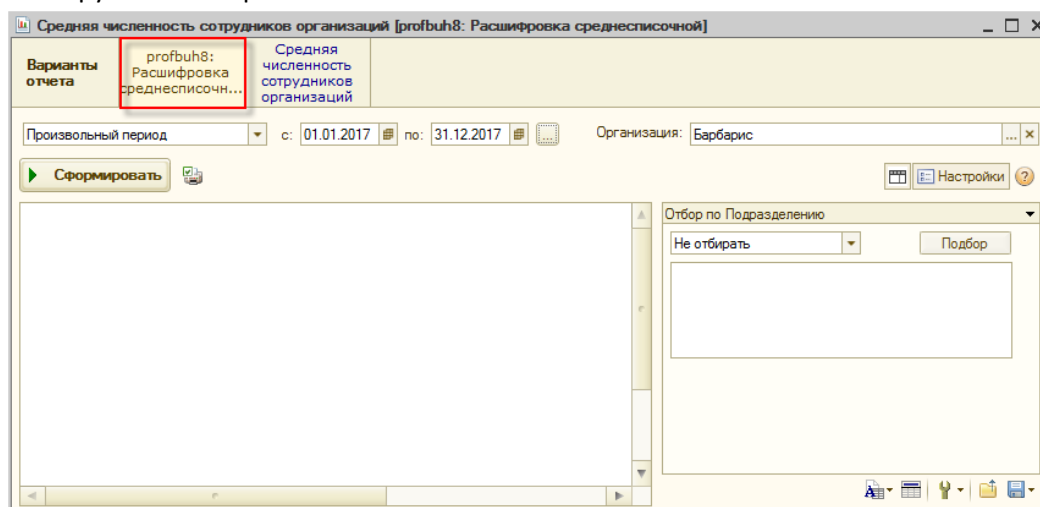 Средняя численность сотрудников организаций [profbuh8: Расшифровка среднесписочной]
Варианты отчета
profbuh8:
Расшифровка
среднесписочн...
Средняя
численность
сотрудников
организаций
Произвольный период с: 01.01.2017 по: 31.12.2017 ... Организация: Барбарис ... ×
Сформировать Настройки ?
Отбор по Подразделению
Не отбирать Подбор